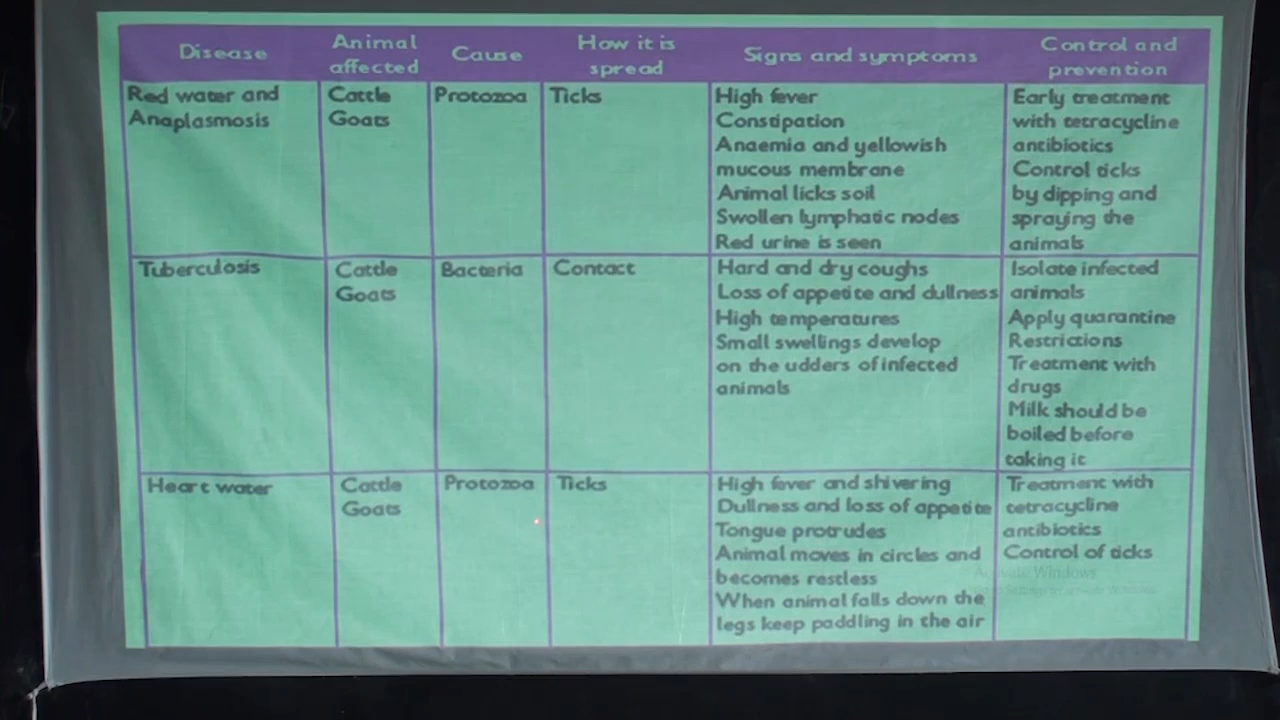 Disease
Animal
affected
Cause
How it is
spread
Signs and symptoms
Control and
prevention
Red water and
Anaplasmosis
Cattle
Goats
Protozoa
Ticks
High fever
Constipation
Anaemia and yellowish
mucous membrane
Animal licks soil
Swollen lymphatic nodes
Red urine is seen
Early treatment
with tetracycline
antibiotics
Control ticks
by dipping and
spraying the
animals
Tuberculosis
Cattle
Goats
Bacteria
Contact
Hard and dry coughs
Loss of appetite and dullness
High temperatures
Small swellings develop
on the udders of infected
animals
Isolate infected
animals
Apply quarantine
Restrictions
Treatment with
drugs
Milk should be
boiled before
taking it
Heart water
Cattle
Goats
Protozoa
Ticks
High fever and shivering
Dullness and loss of appetite
Tongue protrudes
Animal moves in circles and
becomes restless
When animal falls down the
legs keep paddling in the air
Treatment with
tetracycline
antibiotics
Control of ticks
Activate Windows